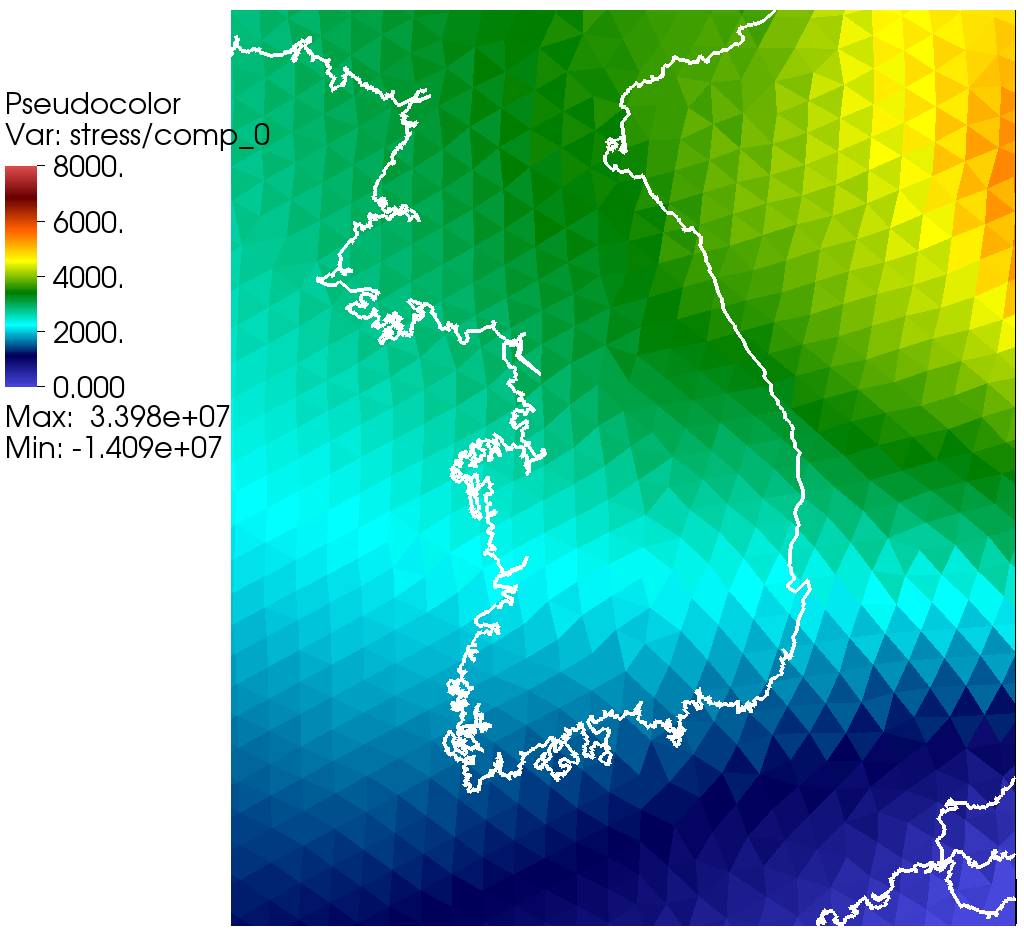 Pseudocolor
Var: stress/comp_0
8000.
6000.
4000.
2000.
0.000
Max:  3.398e+07
Min: -1.409e+07